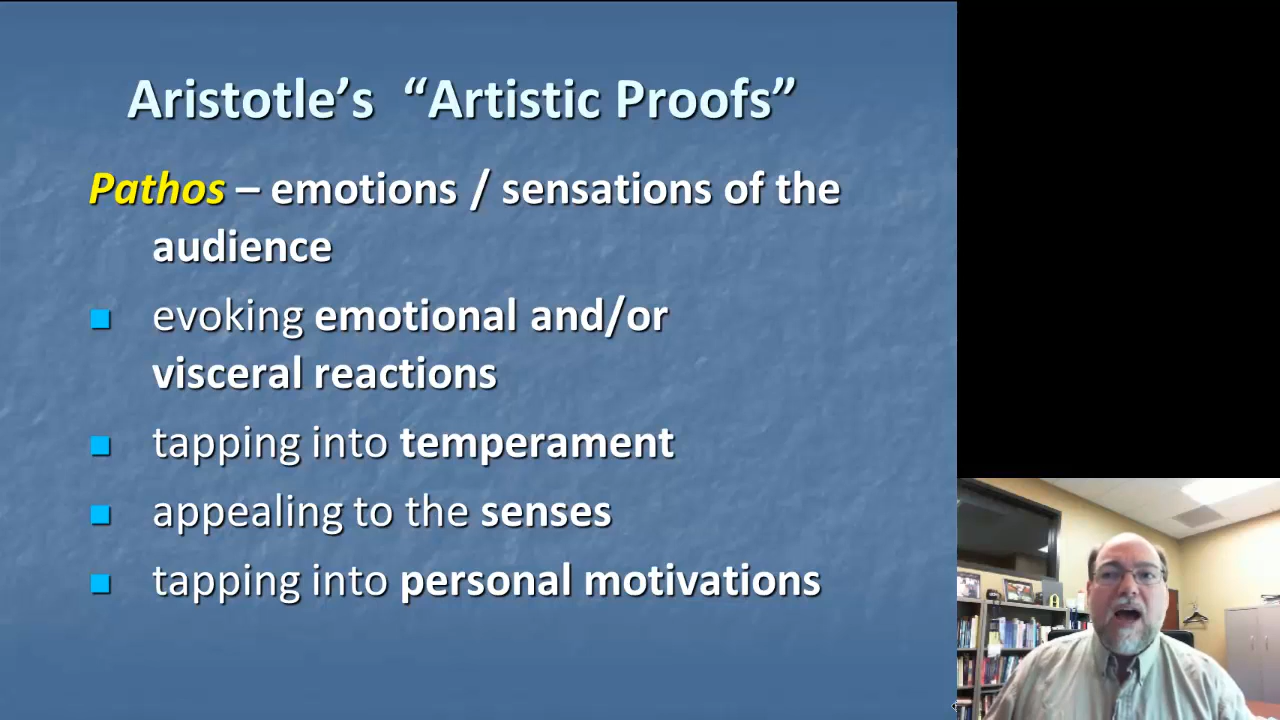 Aristotle’s “Artistic Proofs”
Pathos – emotions / sensations of the
audience
evoking emotional and/or
visceral reactions
tapping into temperament
appealing to the senses
tapping into personal motivations